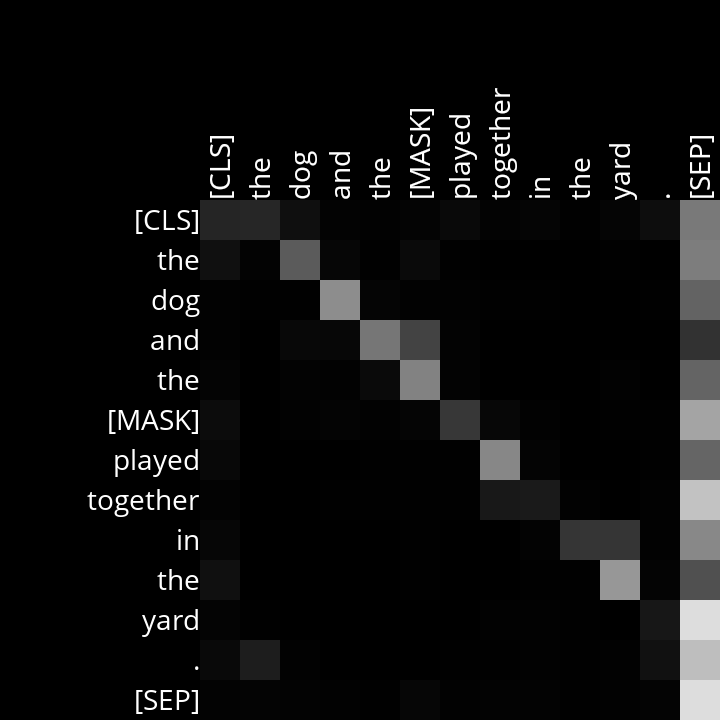 [CLS] the dog and the [MASK] played together in the yard . [SEP]
[CLS]
the
dog
and
the
[MASK]
played
together
in
the
yard
.
[SEP]